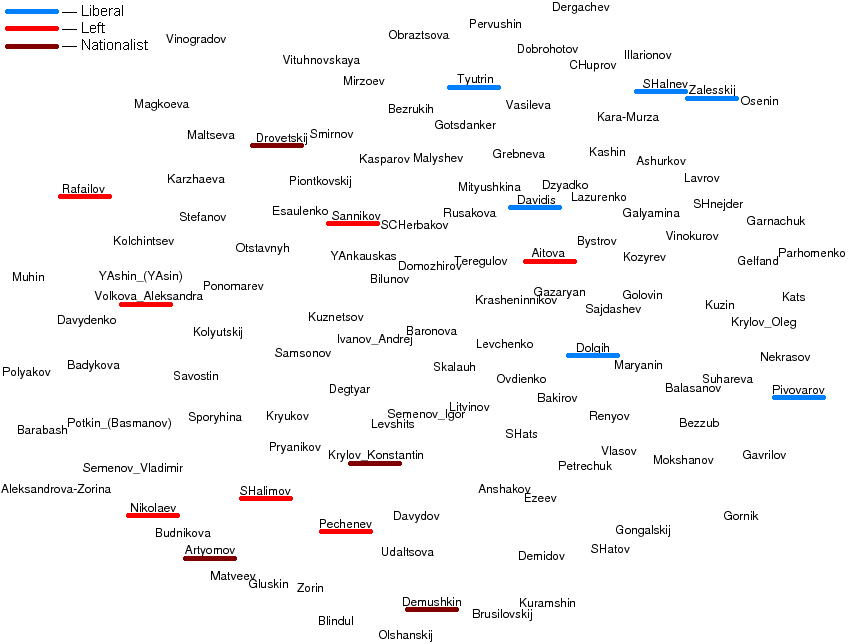 — Liberal
— Left
— Nationalist
Dergachev
Pervushin
Obraztsova
Vinogradov
Dobrohotov
Illarionov
Vituhnovskaya
CHuprov
Mirzoev
Tyutrin
SHalnev
Zalesskij
Osenin
Magkoeva
Vasileva
Bezrukih
Kara-Murza
Gotsdanker
Maltseva
Drovetskij
Smirnov
Kasparov
Malyshev
Grebneva
Kashin
Ashurkov
Karzhaeva
Piontkovskij
Lavrov
Rafailov
Mityushkina
Dzyadko
Lazurenko
Davidis
SHnejder
Stefanov
Esaulenko
Sannikov
Rusakova
Galyamina
SCHerbakov
Garnachuk
Kolchintsev
Otstavnyh
Bystrov
Vinokurov
YAnkauskas
Aitova
Kozyrev
Parhomenko
Domozhirov
Teregulov
Gelfand
Muhin
YAshin_(YAsin)
Bilunov
Ponomarev
Volkova_Aleksandra
Krasheninnikov
Gazaryan
Golovin
Kats
Sajdashev
Kuzin
Davydenko
Kuznetsov
Krylov_Oleg
Kolyutskij
Baronova
Ivanov_Andrej
Levchenko
Dolgih
Samsonov
Nekrasov
Badykova
Skalauh
Maryanin
Polyakov
Savostin
Ovdienko
Suhareva
Degtyar
Balasanov
Pivovarov
Bakirov
Litvinov
Sporyhina
Kryukov
Semenov_Igor
Renyov
Potkin_(Basmanov)
Levshits
Bezzub
Barabash
SHats
Pryanikov
Krylov_Konstantin
Vlasov
Gavrilov
Semenov_Vladimir
Petrechuk
Mokshanov
Aleksandrova-Zorina
SHalimov
Anshakov
Ezeev
Nikolaev
Pechenev
Davydov
Gornik
Budnikova
Gongalskij
Artyomov
Udaltsova
Demidov
SHatov
Matveev
Gluskin
Zorin
Demushkin
Kuramshin
Brusilovskij
Blindul
Olshanskij